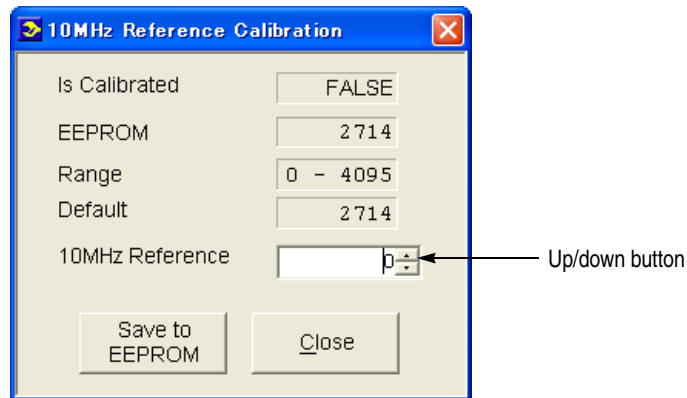 10MHz Reference Calibration
Is Calibrated FALSE
EEPROM 2714
Range 0 - 4095
Default 2714
10MHz Reference 0
Up/down button
Save to
EEPROM
Close